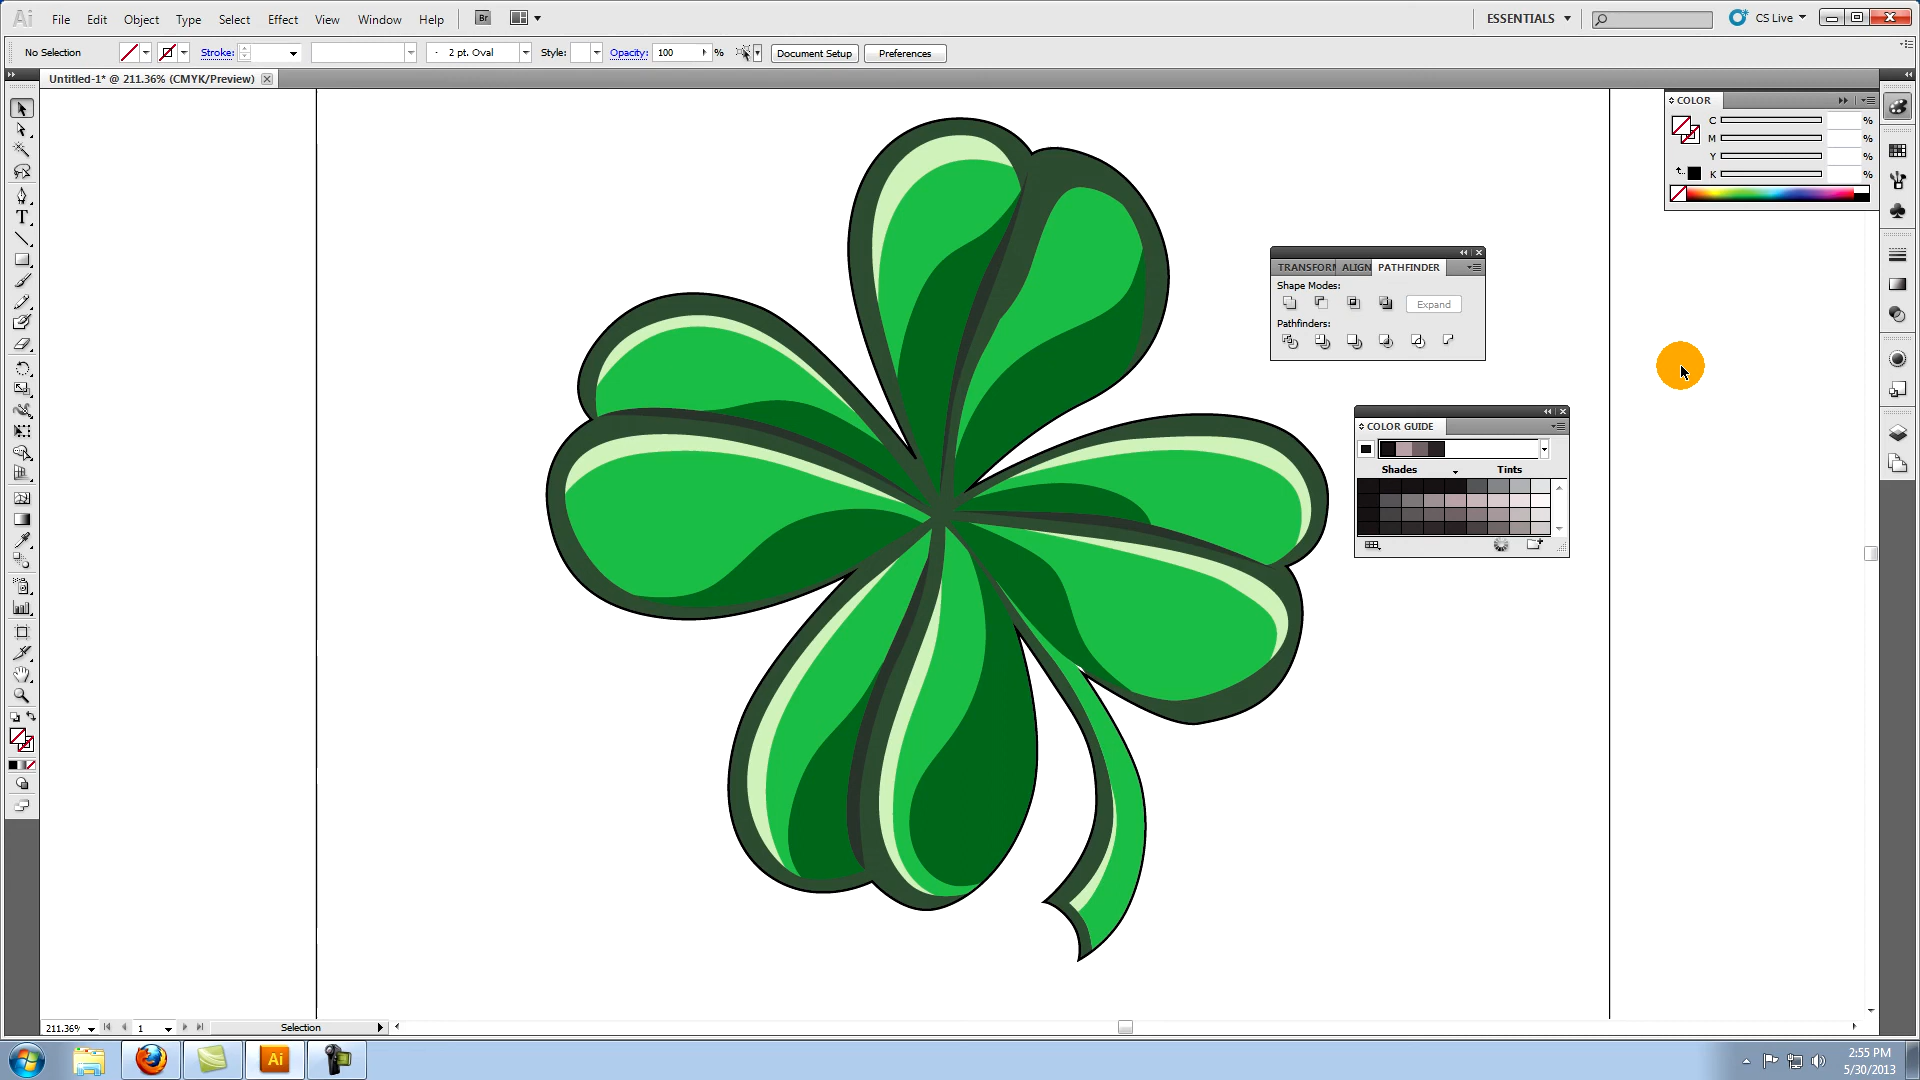 Ai File Edit Object Type Select Effect View Window Help Br ESSENTIALS CS Live
No Selection Stroke: 2 pt. Oval Style: Opacity: 100 % Document Setup Preferences
Untitled-1* @ 211.36% (CMYK/Preview)
COLOR
C %
M %
Y %
K %
TRANSFORM ALIGN PATHFINDER
Shape Modes:
Expand
Pathfinders:
COLOR GUIDE
Shades Tints
T
211.36% 1 Selection
Ai
2:55 PM
5/30/2013